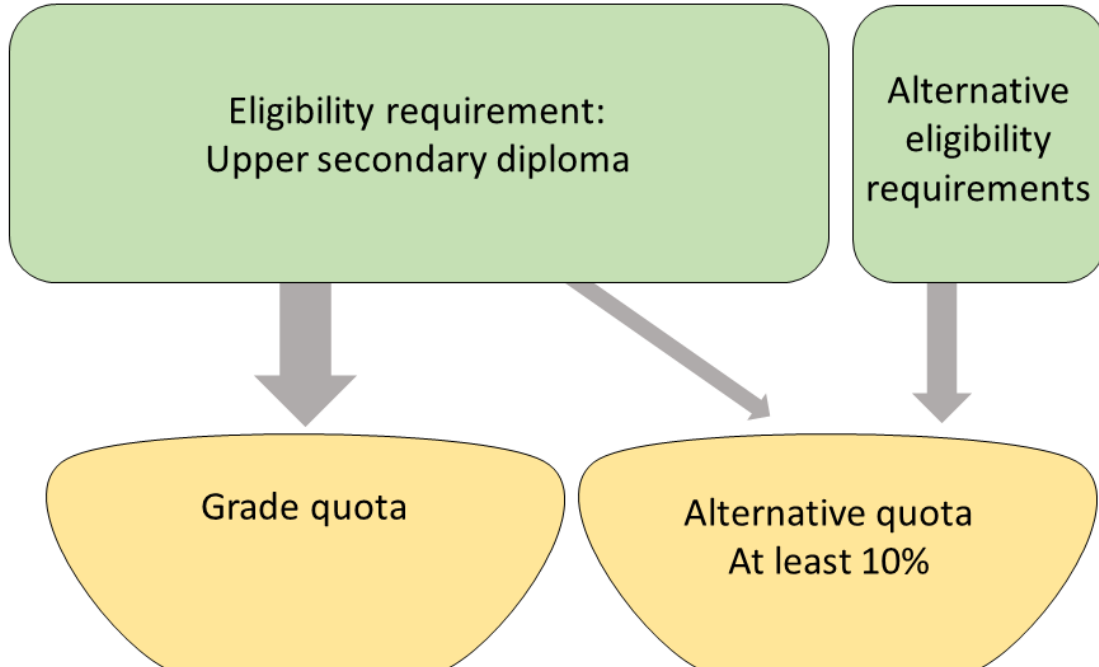 Eligibility requirement:
Upper secondary diploma
Alternative
eligibility
requirements
Grade quota
Alternative quota
At least 10%